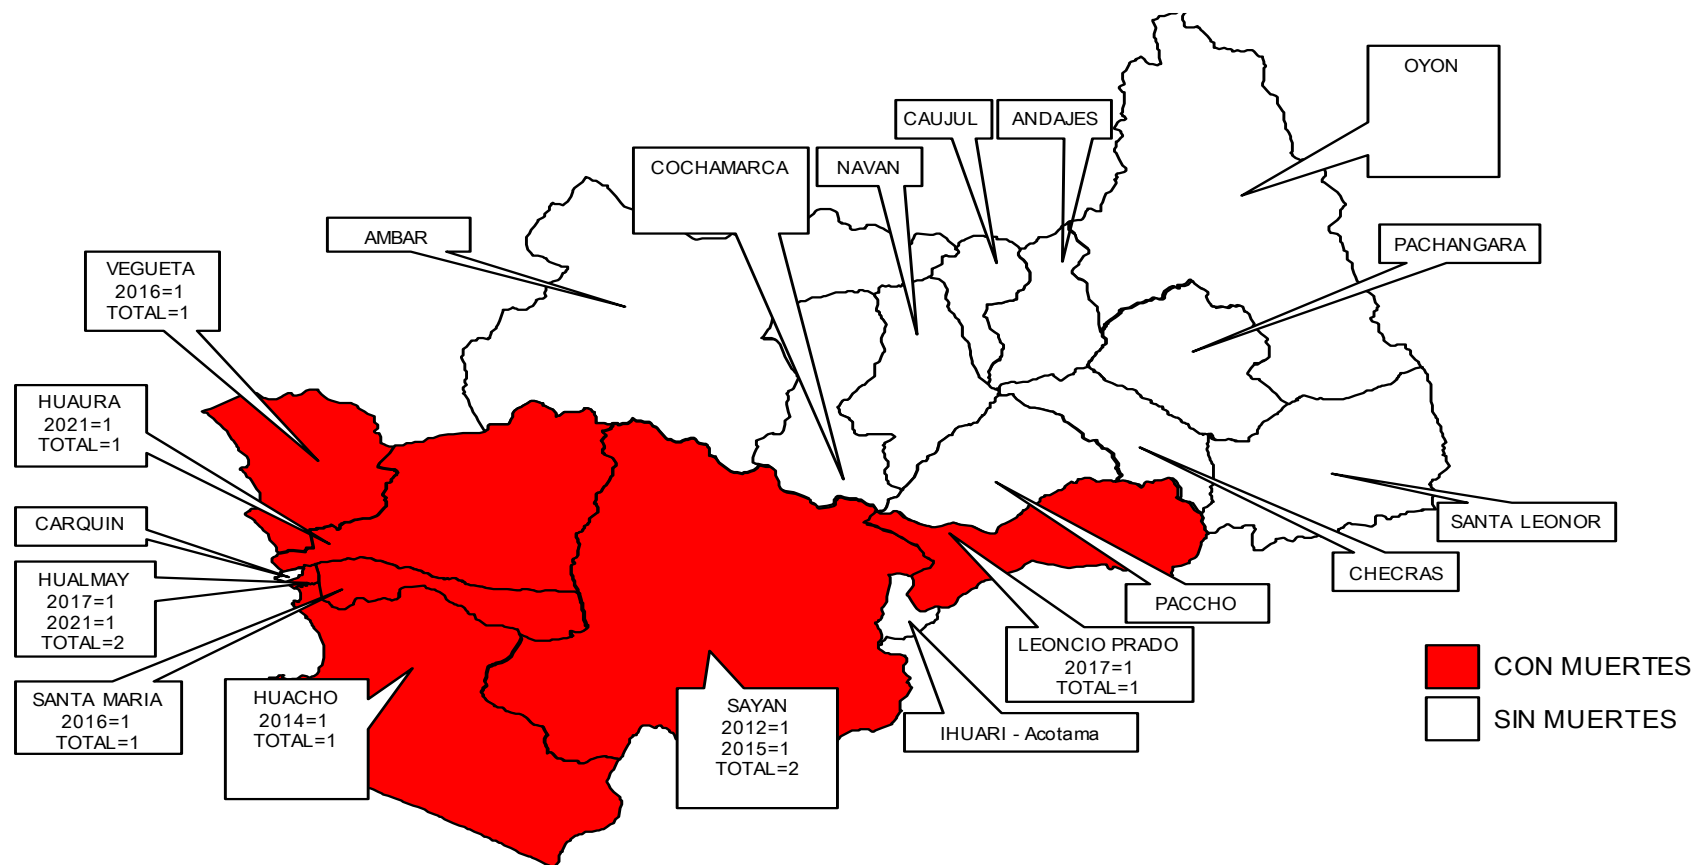 OYON
CAUJUL
ANDAJES
COCHAMARCA
NAVAN
AMBAR
PACHANGARA
VEGUETA
2016=1
TOTAL=1
HUAURA
2021=1
TOTAL=1
CARQUIN
HUALMAY
2017=1
2021=1
TOTAL=2
SANTA MARIA
2016=1
TOTAL=1
HUACHO
2014=1
TOTAL=1
SAYAN
2012=1
2015=1
TOTAL=2
IHUARI - Acotama
LEONCIO PRADO
2017=1
TOTAL=1
PACCHO
CHECRAS
SANTA LEONOR
CON MUERTES
SIN MUERTES